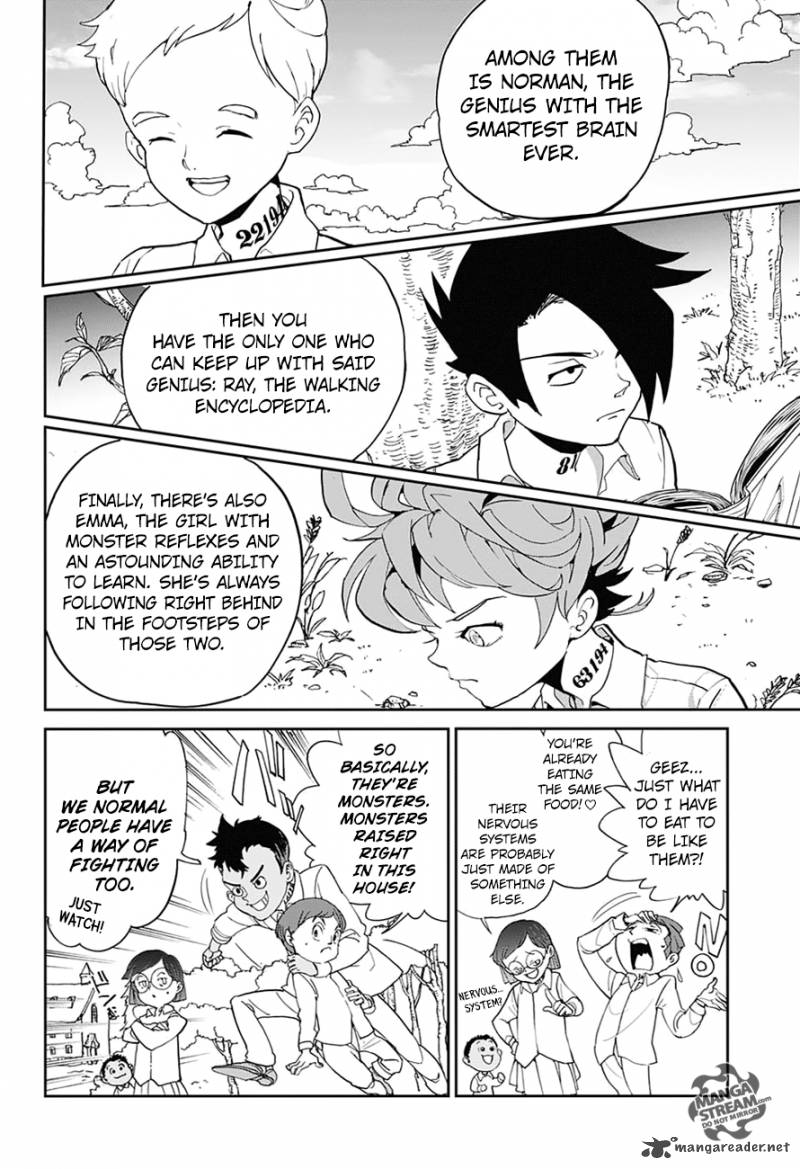 AMONG THEM
IS NORMAN, THE
GENIUS WITH THE
SMARTEST BRAIN
EVER.
22194
THEN YOU
HAVE THE ONLY ONE WHO
CAN KEEP UP WITH SAID
GENIUS: RAY, THE WALKING
ENCYCLOPEDIA.
81
FINALLY, THERE'S ALSO
EMMA, THE GIRL WITH
MONSTER REFLEXES AND
AN ASTOUNDING ABILITY
TO LEARN. SHE'S ALWAYS
FOLLOWING RIGHT BEHIND
IN THE FOOTSTEPS OF
THOSE TWO.
63194
GEEZ...
JUST WHAT
DO I HAVE
TO EAT TO
BE LIKE
THEM?!
YOU'RE
ALREADY
EATING
THE SAME
FOOD!♡
THEIR
NERVOUS
SYSTEMS
ARE PROBABLY
JUST MADE OF
SOMETHING
ELSE.
NERVOUS...
SYSTEM?
SO
BASICALLY,
THEY'RE
MONSTERS.
MONSTERS
RAISED
RIGHT
IN THIS
HOUSE!
BUT
WE NORMAL
PEOPLE HAVE
A WAY OF
FIGHTING
TOO.
JUST
WATCH!
MANGA
STREAM.com
DO NOT MIRROR
mangareader.net